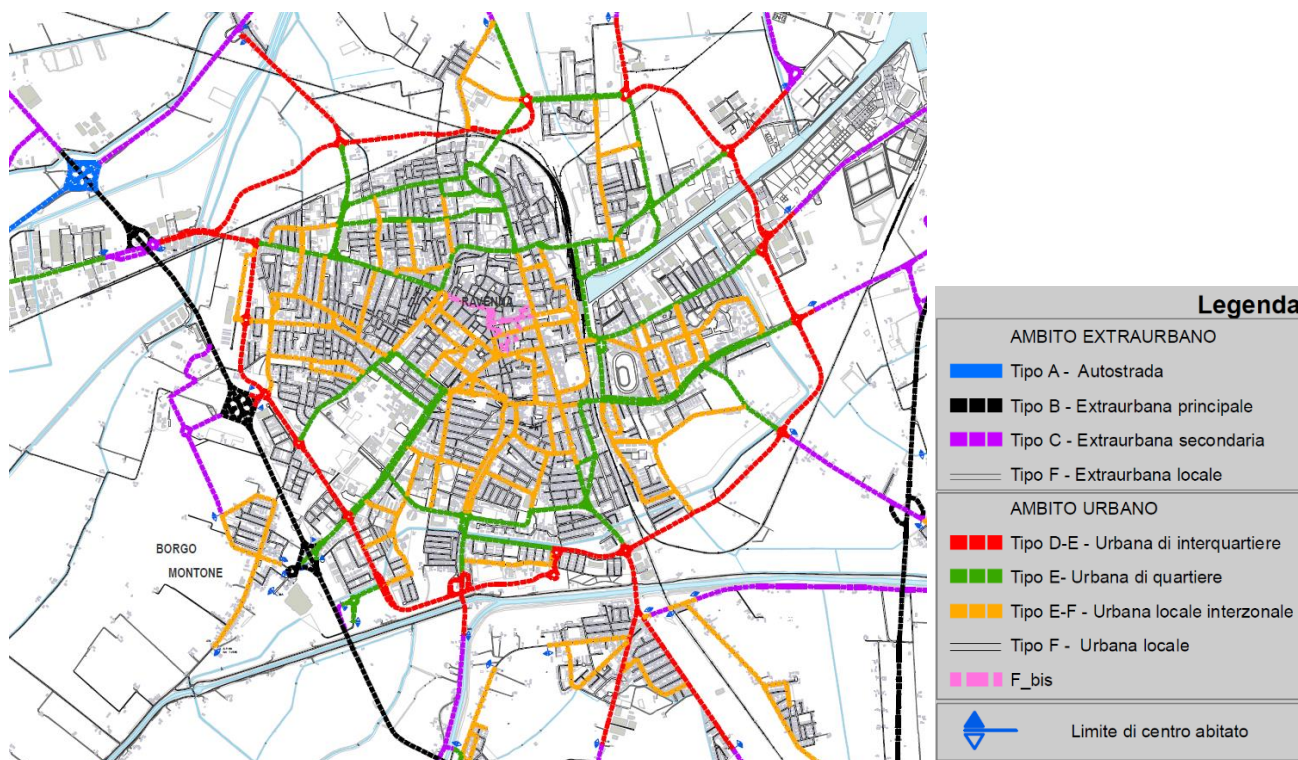 RAVENNA
BORGO
MONTONE
Legenda
AMBITO EXTRAURBANO
Tipo A - Autostrada
Tipo B - Extraurbana principale
Tipo C - Extraurbana secondaria
Tipo F - Extraurbana locale
AMBITO URBANO
Tipo D-E - Urbana di interquartiere
Tipo E- Urbana di quartiere
Tipo E-F - Urbana locale interzonale
Tipo F - Urbana locale
F_bis
Limite di centro abitato